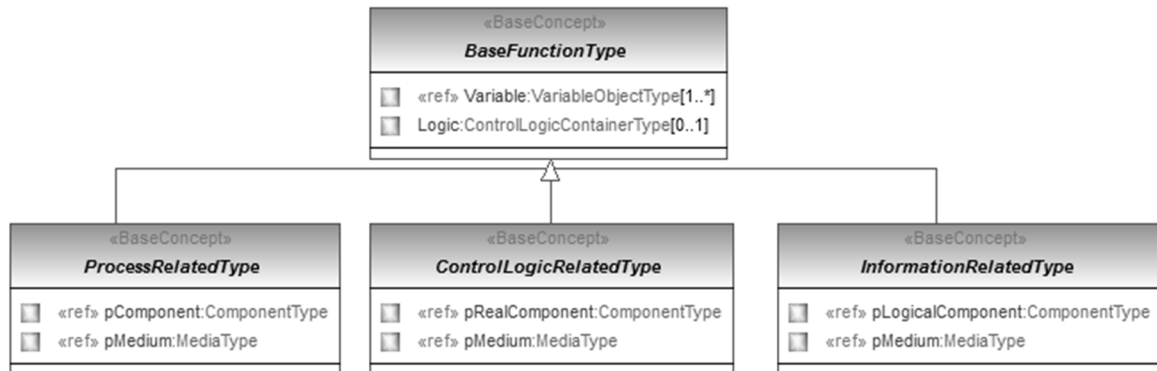 «BaseConcept»
BaseFunctionType
«ref» Variable:VariableObjectType[1..*]
Logic:ControlLogicContainerType[0..1]
«BaseConcept»
ProcessRelatedType
«ref» pComponent:ComponentType
«ref» pMedium:MediaType
«BaseConcept»
ControlLogicRelatedType
«ref» pRealComponent:ComponentType
«ref» pMedium:MediaType
«BaseConcept»
InformationRelatedType
«ref» pLogicalComponent:ComponentType
«ref» pMedium:MediaType